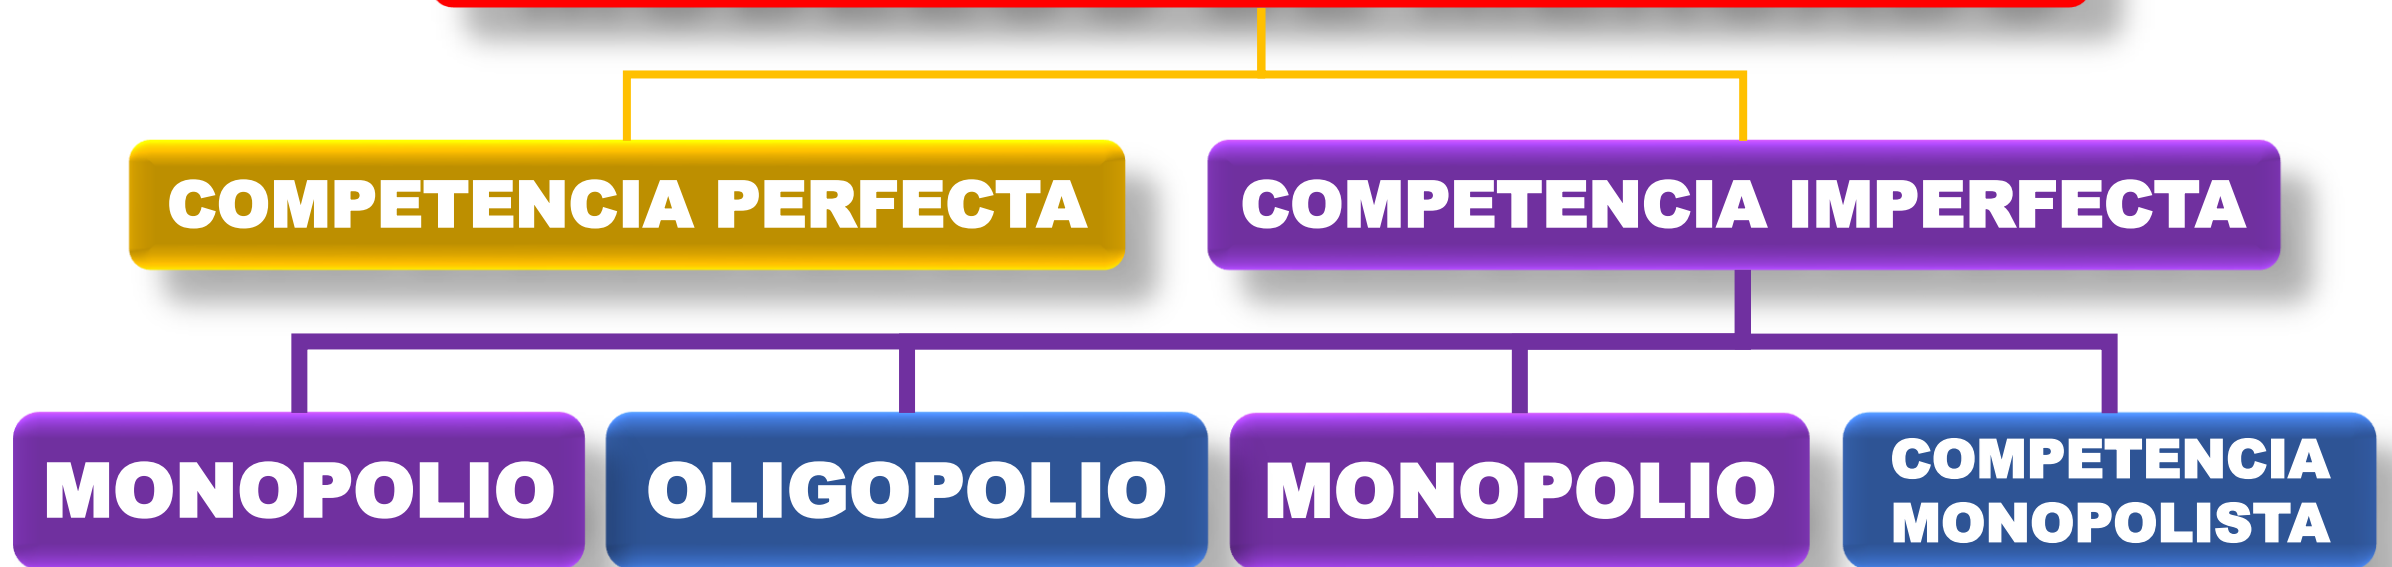 COMPETENCIA PERFECTA
COMPETENCIA IMPERFECTA
MONOPOLIO
OLIGOPOLIO
MONOPOLIO
COMPETENCIA
MONOPOLISTA